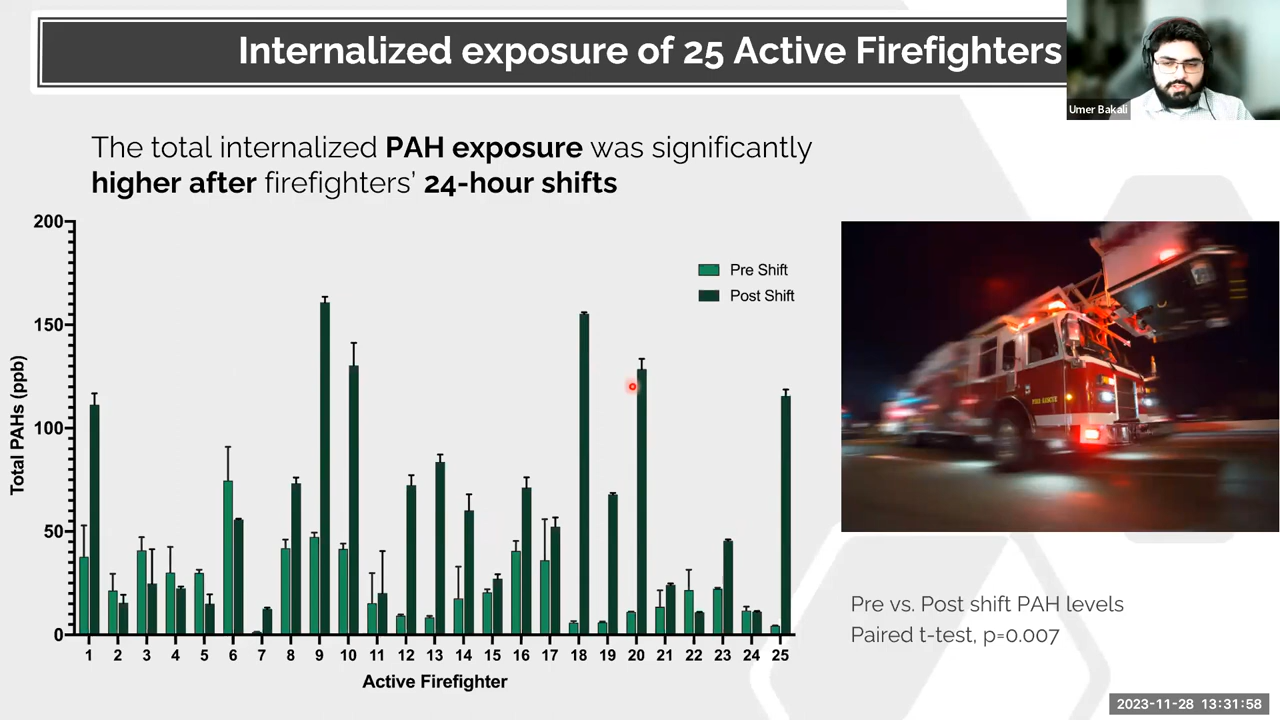 Internalized exposure of 25 Active Firefighters
Umer Bakali
The total internalized PAH exposure was significantly
higher after firefighters’ 24-hour shifts
200
150
100
50
0
Total PAHs (ppb)
Pre Shift
Post Shift
1 2 3 4 5 6 7 8 9 10 11 12 13 14 15 16 17 18 19 20 21 22 23 24 25
Active Firefighter
FIRE RESCUE
Pre vs. Post shift PAH levels
Paired t-test, p=0.007
2023-11-28 13:31:58